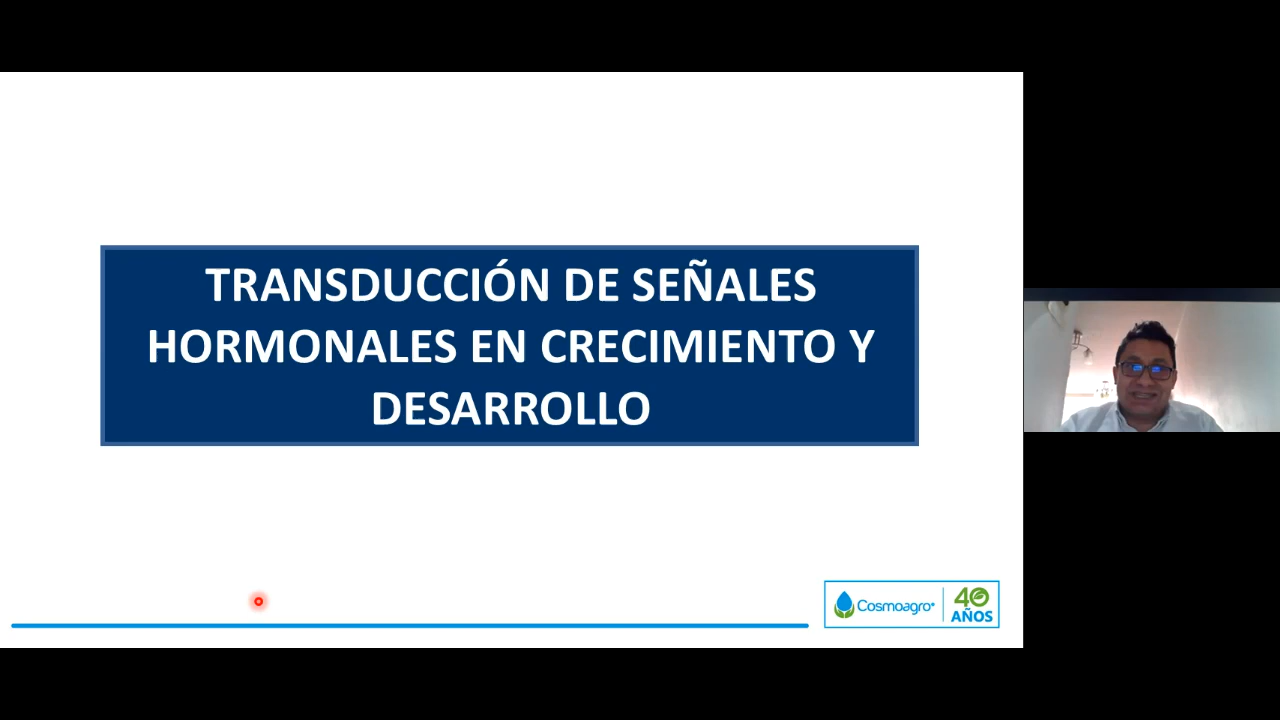 TRANSDUCCIÓN DE SEÑALES
HORMONALES EN CRECIMIENTO Y
DESARROLLO
Cosmoagro®
40
AÑOS